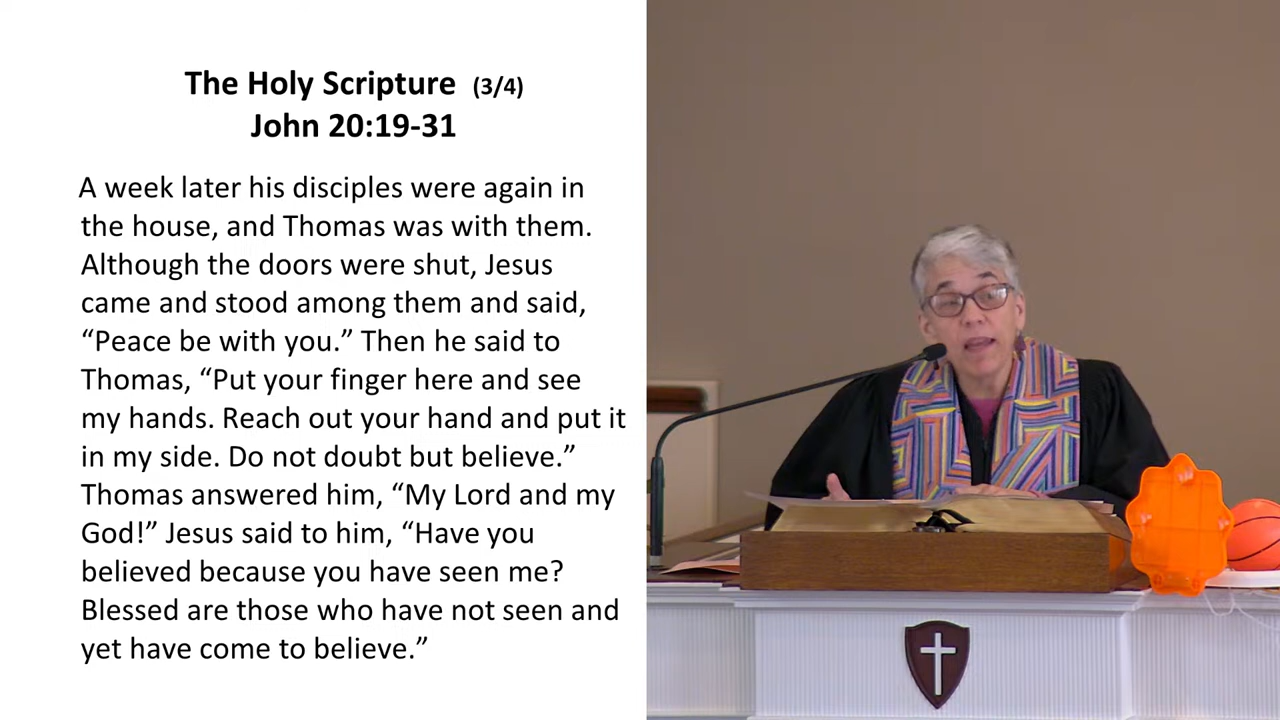 The Holy Scripture (3/4)
John 20:19-31
A week later his disciples were again in
the house, and Thomas was with them.
Although the doors were shut, Jesus
came and stood among them and said,
“Peace be with you.” Then he said to
Thomas, “Put your finger here and see
my hands. Reach out your hand and put it
in my side. Do not doubt but believe.”
Thomas answered him, “My Lord and my
God!” Jesus said to him, “Have you
believed because you have seen me?
Blessed are those who have not seen and
yet have come to believe.”